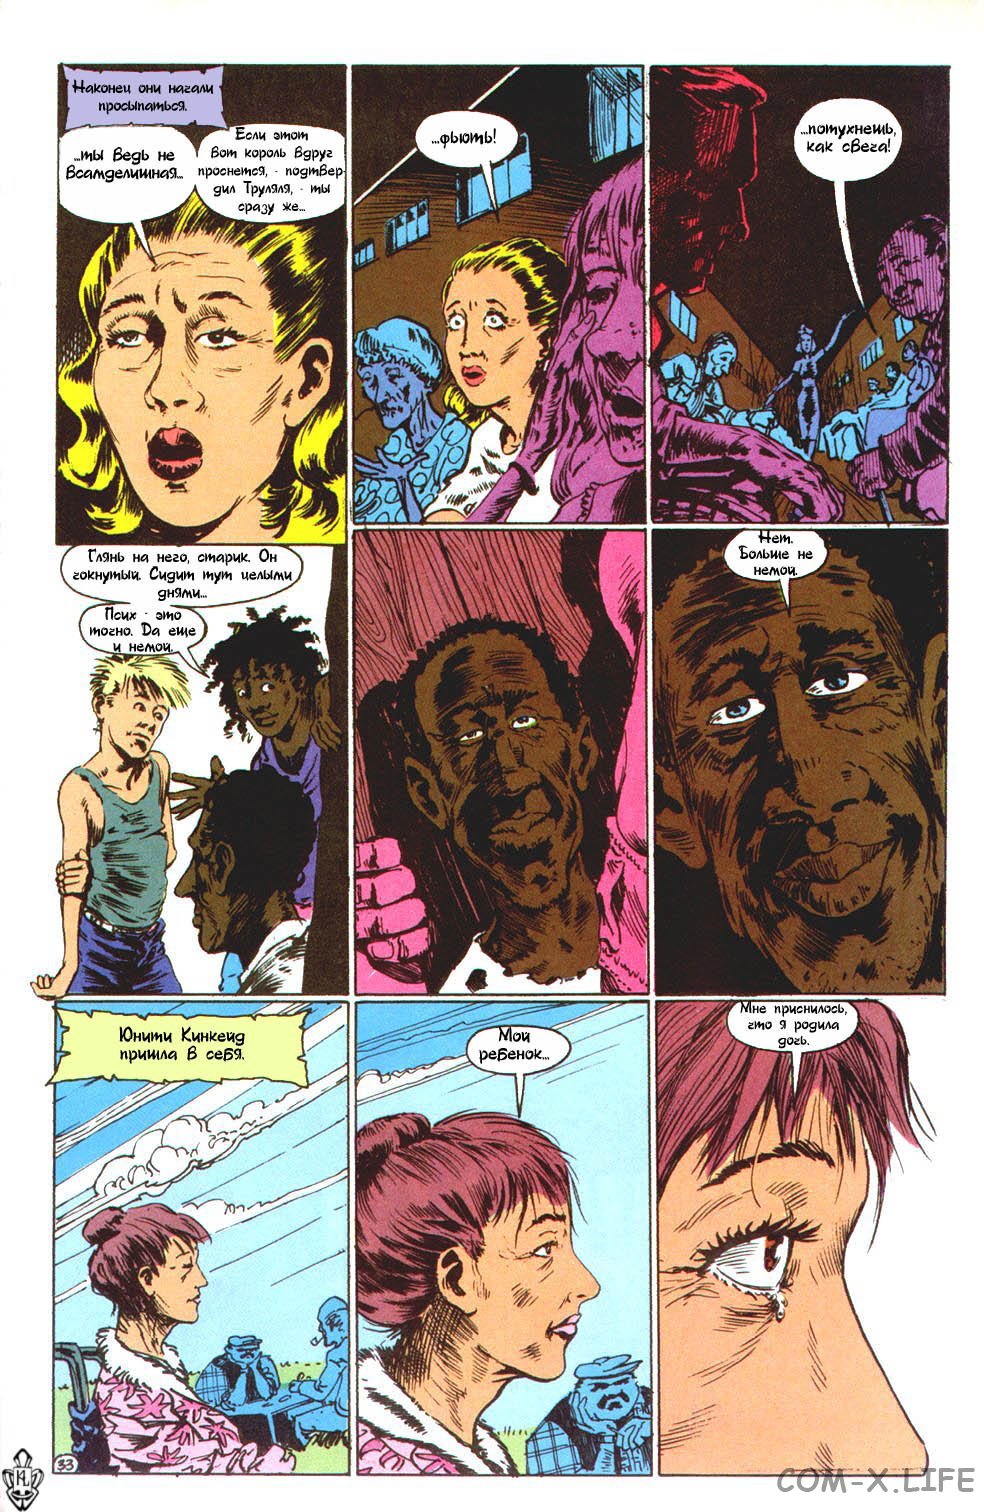 Наконец они начали
просыпаться.
...ты ведь не
всамделишная...
Если этот
вот король вдруг
проснется, - подтвер-
дил Труляля, - ты
сразу же...
...фьють!
...потухнешь,
как свеча!
Глянь на него, старик. Он
чокнутый. Сидит тут целыми
днями...
Псих - это
точно. Да еще
и немой.
Нет.
Больше не
немой.
Юнити Кинкейд
пришла в себя.
Мой
ребенок...
Мне приснилось,
что я родила
дочь.
33
COM-X.LIFE